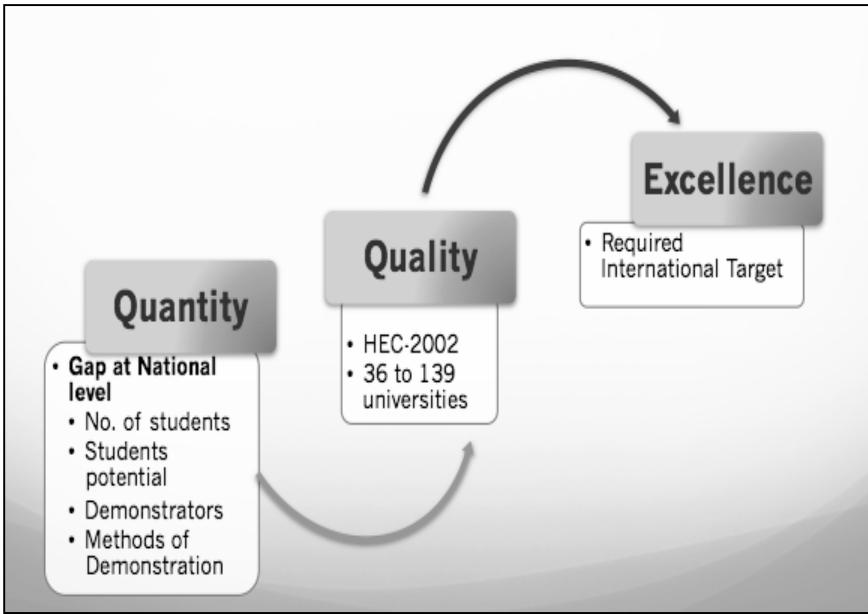 Quantity
• Gap at National
level
• No. of students
• Students
potential
• Demonstrators
• Methods of
Demonstration
Quality
• HEC-2002
• 36 to 139
universities
Excellence
• Required
International Target